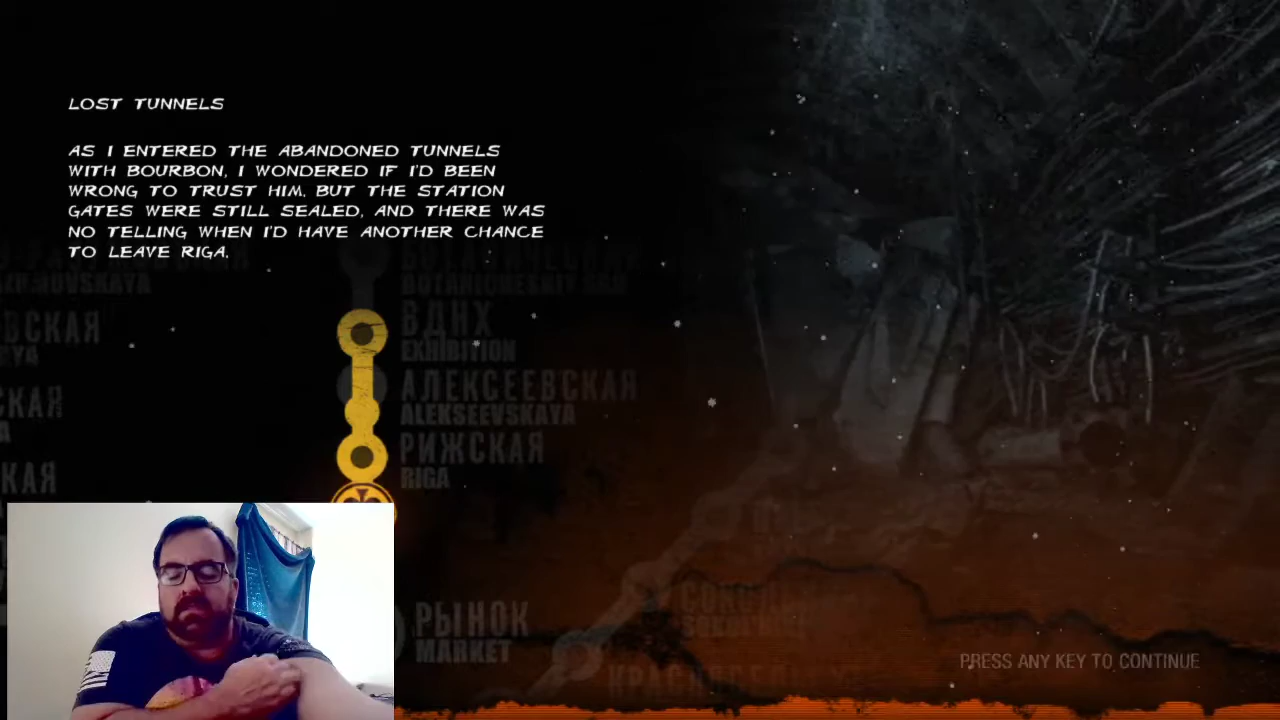 LOST TUNNELS
AS I ENTERED THE ABANDONED TUNNELS
WITH BOURBON, I WONDERED IF I'D BEEN
WRONG TO TRUST HIM. BUT THE STATION
GATES WERE STILL SEALED, AND THERE WAS
NO TELLING WHEN I'D HAVE ANOTHER CHANCE
TO LEAVE RIGA.
ВДНХ
EXHIBITION
АЛЕКСЕЕВСКАЯ
ALEKSEEVSKAYA
РИЖСКАЯ
RIGA
РЫНОК
MARKET
PRESS ANY KEY TO CONTINUE